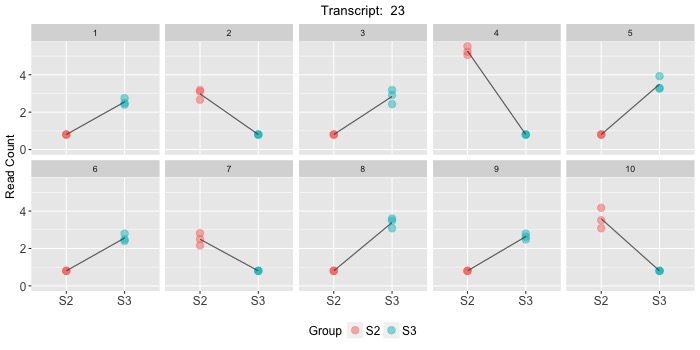 Transcript:  23
1 2 3 4 5
4
2
0
Read Count
6 7 8 9 10
4
2
0
S2 S3 S2 S3 S2 S3 S2 S3 S2 S3
Group S2 S3